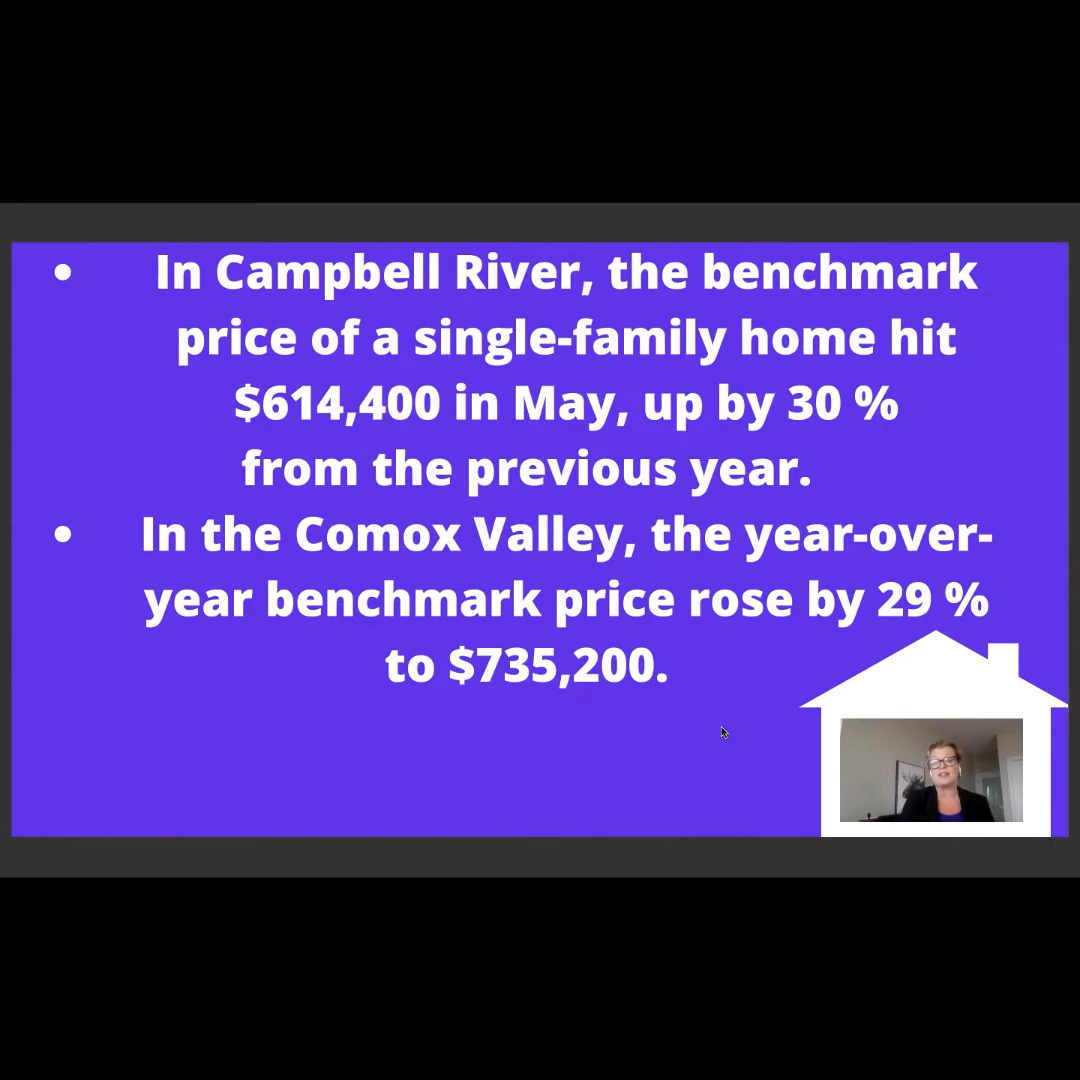 • In Campbell River, the benchmark
price of a single-family home hit
$614,400 in May, up by 30 %
from the previous year.
• In the Comox Valley, the year-over-
year benchmark price rose by 29 %
to $735,200.